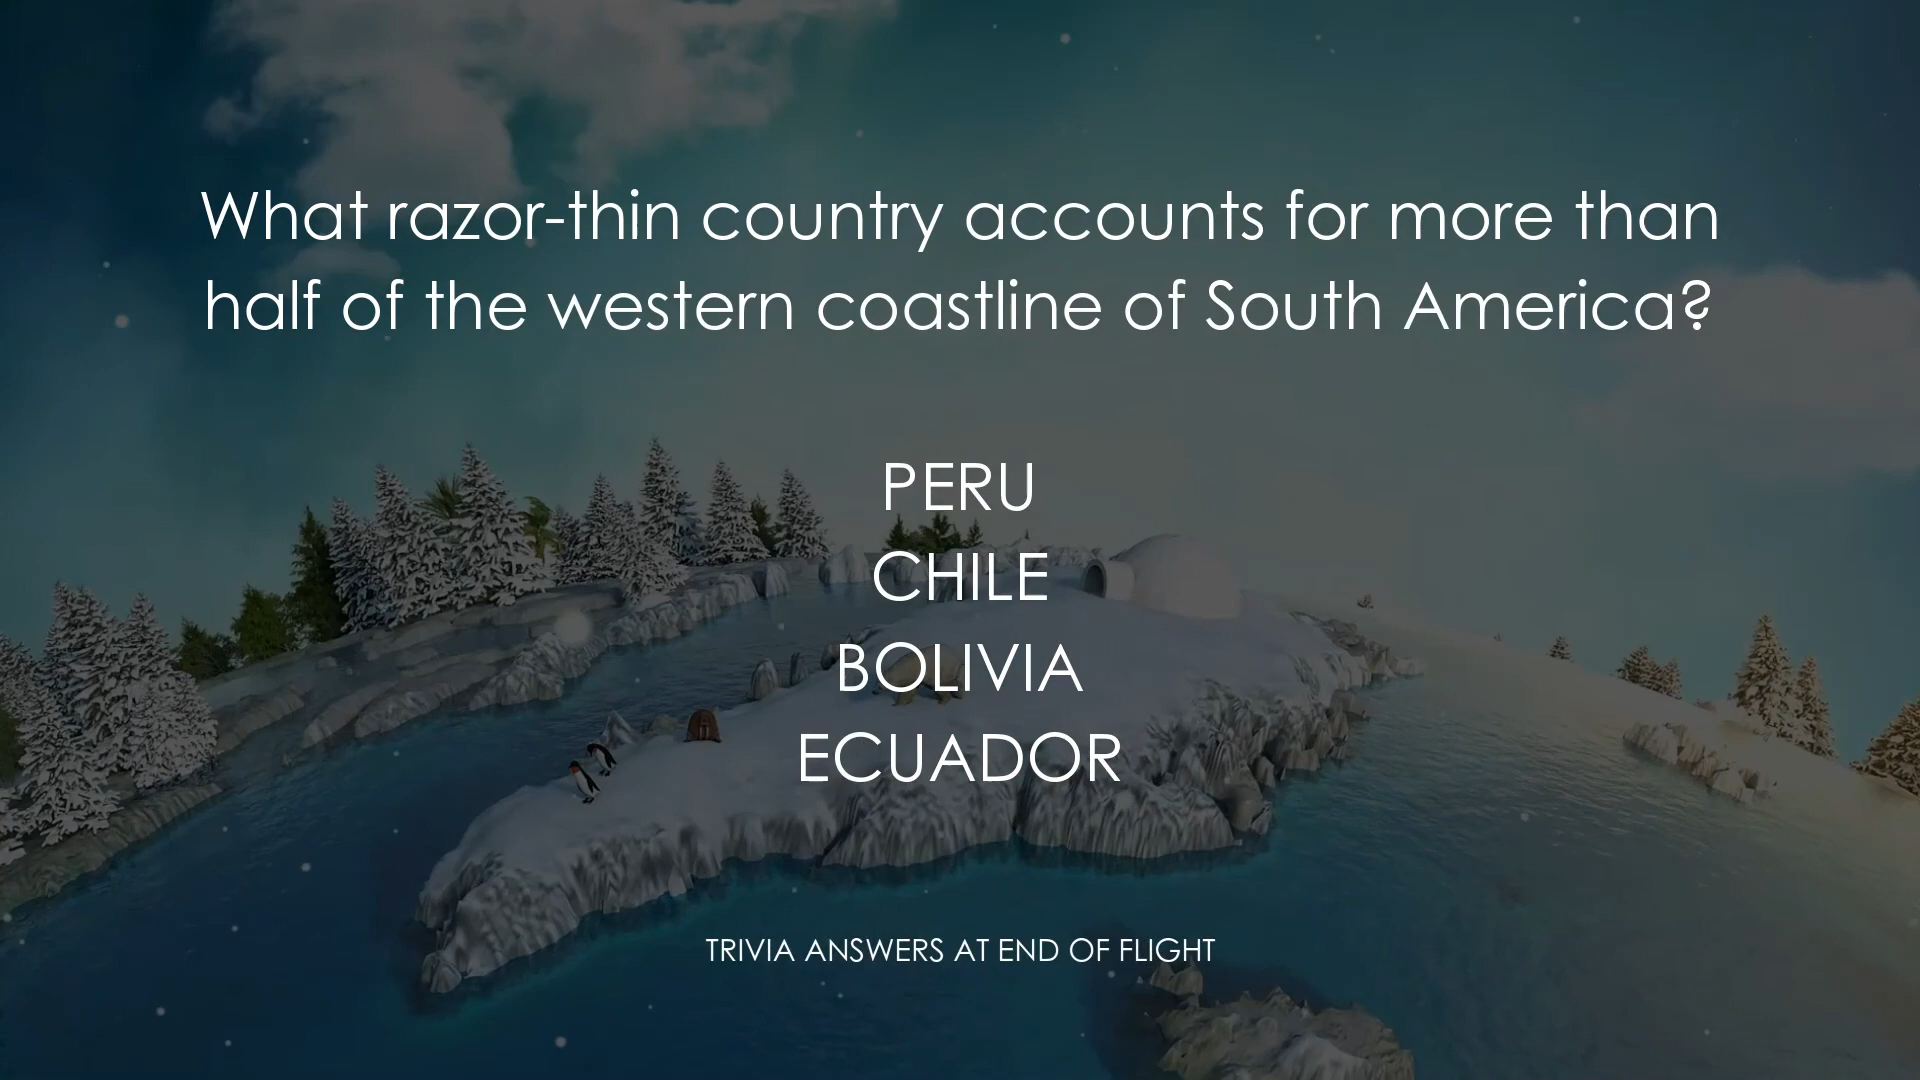 What razor-thin country accounts for more than
half of the western coastline of South America?
PERU
CHILE
BOLIVIA
ECUADOR
TRIVIA ANSWERS AT END OF FLIGHT